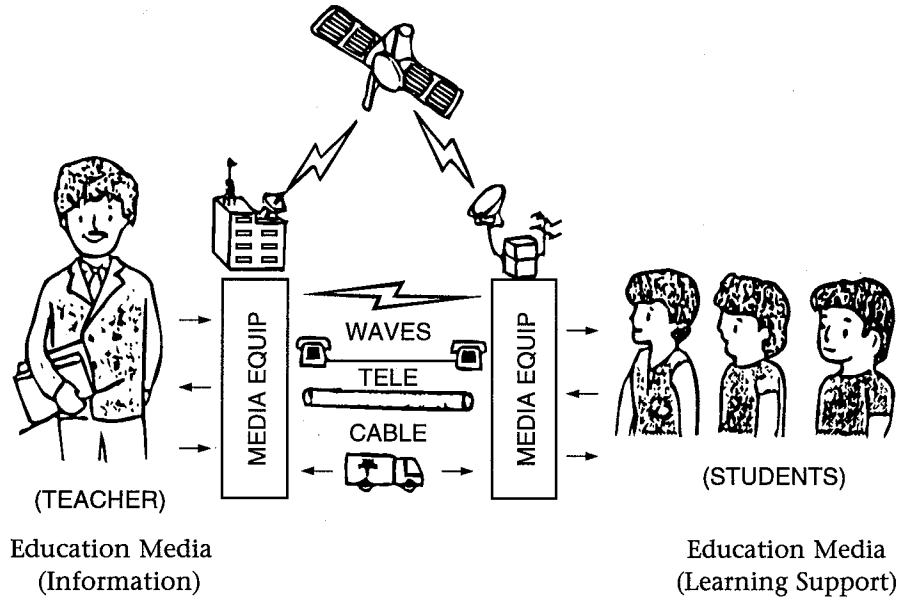 MEDIA EQUIP
WAVES
TELE
CABLE
MEDIA EQUIP
(TEACHER)
(STUDENTS)
Education Media
(Information)
Education Media
(Learning Support)